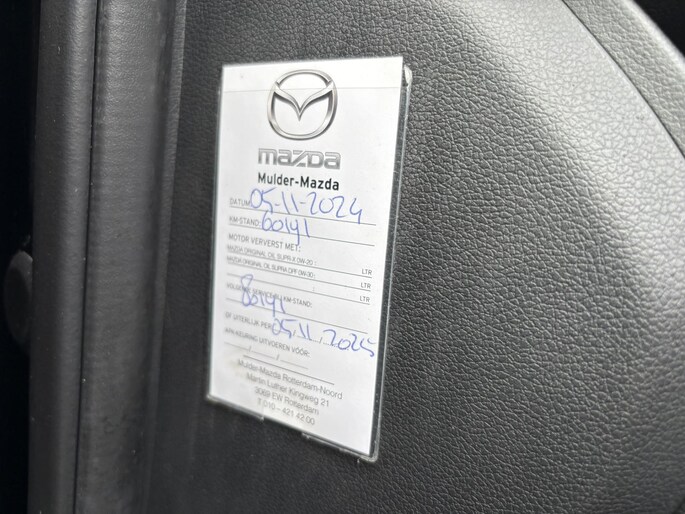 mazda
Mulder-Mazda
DATUM: 05-11-2024
KM-STAND: 60141
MOTOR VERVERST MET:
MAZDA ORIGINAL OIL SUPRA X 0W-20 : LTR
MAZDA ORIGINAL OIL SUPRA DPF 0W-30 : LTR
: LTR
VOLGENDE SERVICE BIJ KM-STAND:
80141
OF UITERLIJK PER: 05.11.2025
APK-KEURING UITVOEREN VÓÓR:
/ /
Mulder-Mazda Rotterdam-Noord
Martin Luther Kingweg 21
3069 EW Rotterdam
T 010 - 421 42 00